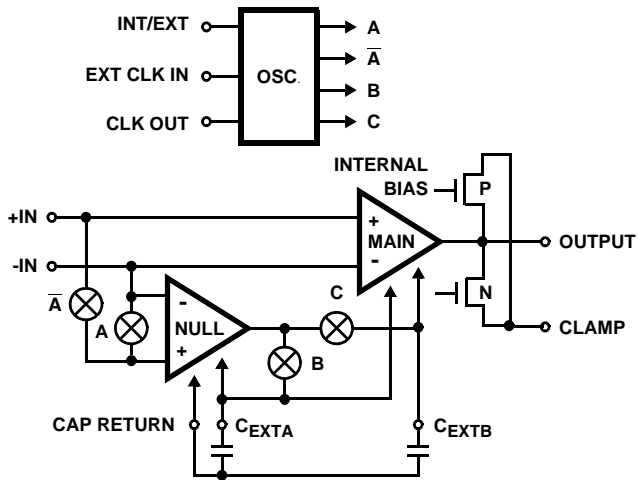 INT/EXT
EXT CLK IN
CLK OUT
OSC.
A
A̅
B
C
INTERNAL
BIAS
P
+IN
+
MAIN
-
OUTPUT
-IN
N
A̅
A
-
NULL
+
C
B
CLAMP
CAP RETURN
CEXTA
CEXTB